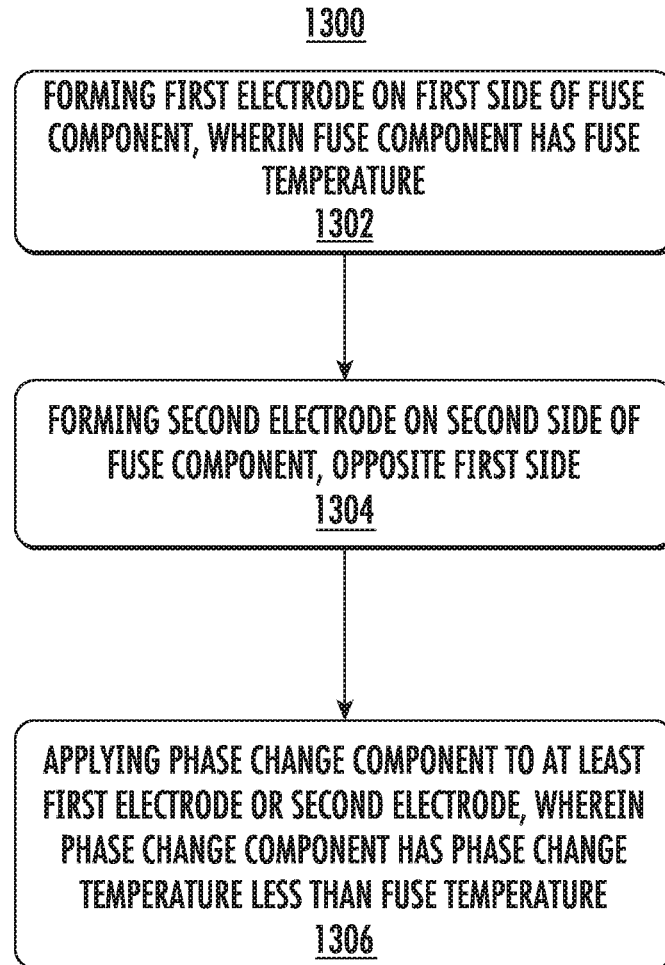 1300
FORMING FIRST ELECTRODE ON FIRST SIDE OF FUSE
COMPONENT, WHERIN FUSE COMPONENT HAS FUSE
TEMPERATURE
1302
FORMING SECOND ELECTRODE ON SECOND SIDE OF
FUSE COMPONENT, OPPOSITE FIRST SIDE
1304
APPLYING PHASE CHANGE COMPONENT TO AT LEAST
FIRST ELECTRODE OR SECOND ELECTRODE, WHEREIN
PHASE CHANGE COMPONENT HAS PHASE CHANGE
TEMPERATURE LESS THAN FUSE TEMPERATURE
1306